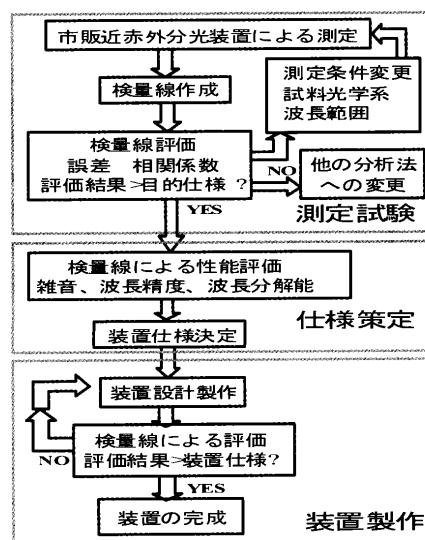 市販近赤外分光装置による測定
検量線作成
測定条件変更
試料光学系
波長範囲
検量線評価
誤差 相関係数
評価結果>目的仕様 ?
NO
他の分析法
への変更
YES
測定試験
検量線による性能評価
雑音、波長精度、波長分解能
装置仕様決定
仕様策定
装置設計製作
検量線による評価
評価結果>装置仕様?
NO
YES
装置の完成
装置製作